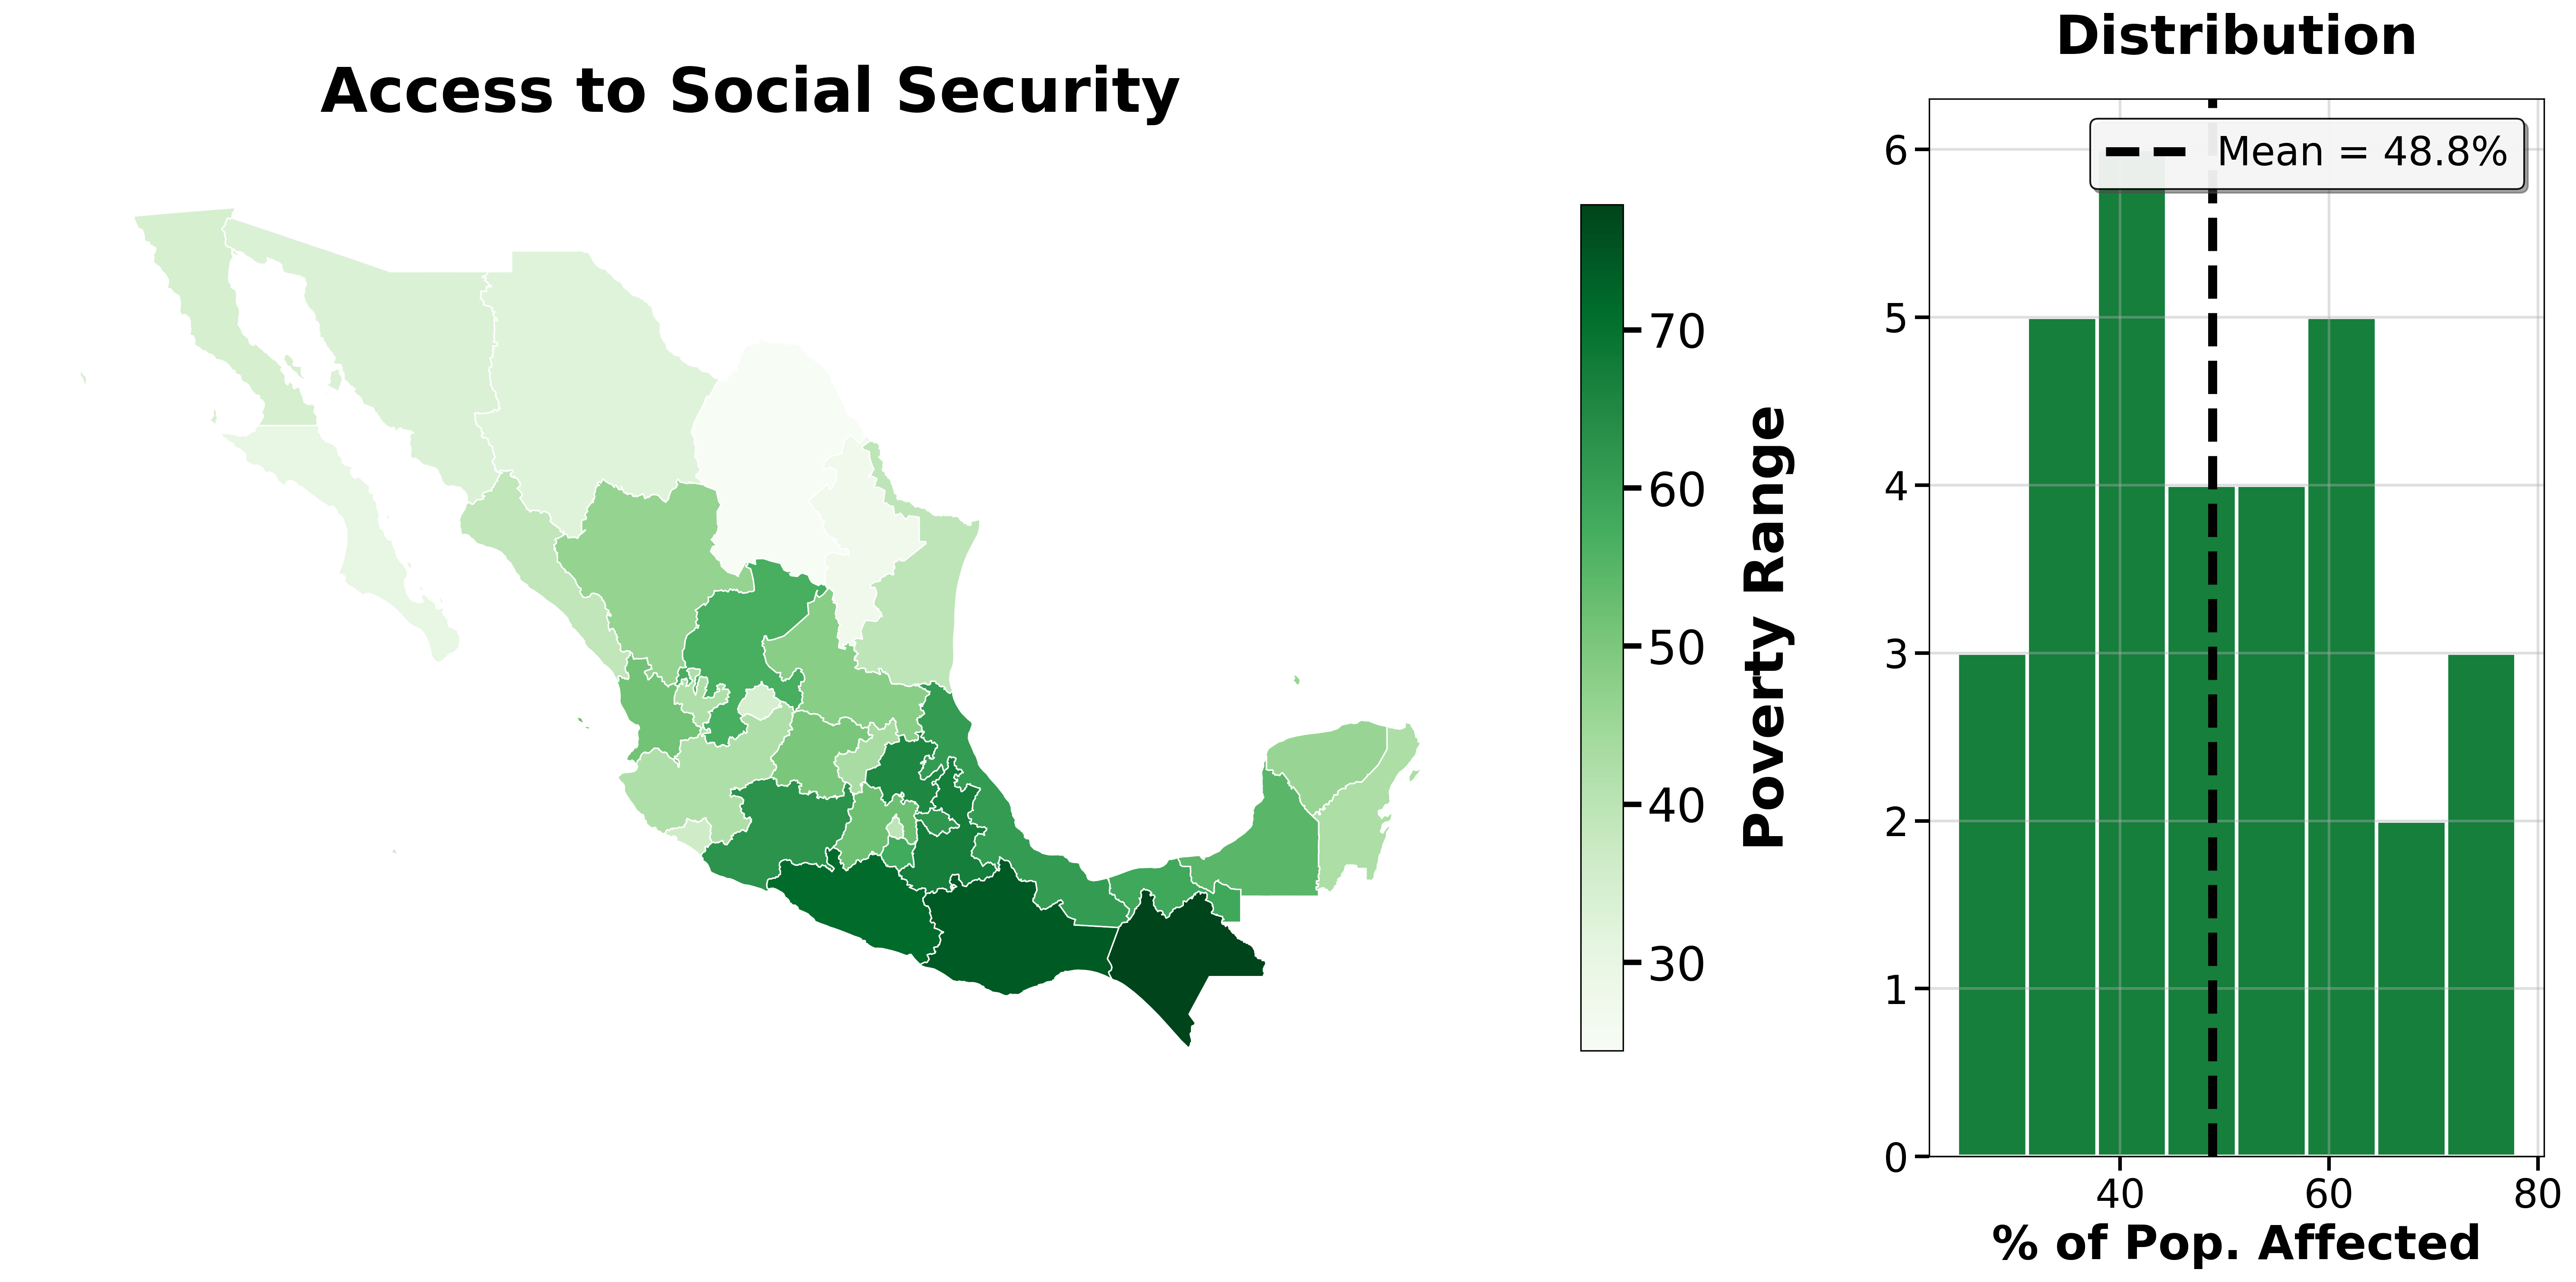 Access to Social Security
70
60
50
40
30
Poverty Range
Distribution
Mean = 48.8%
6
5
4
3
2
1
0
40 60 80
% of Pop. Affected